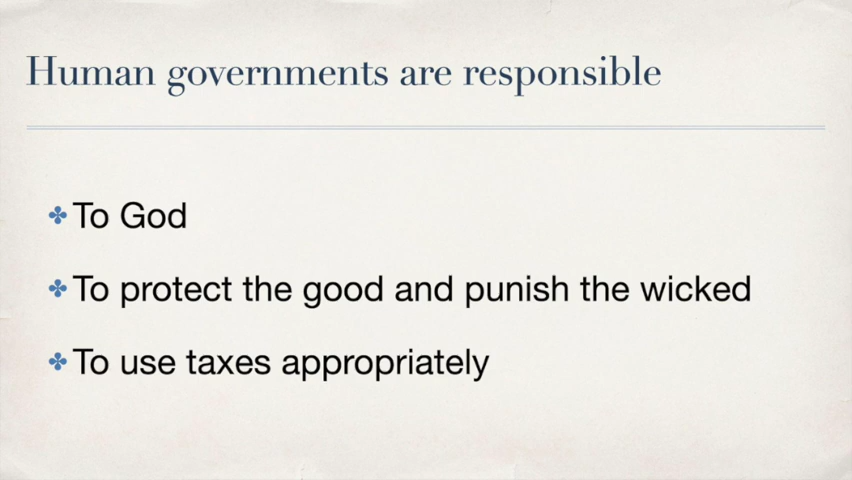 Human governments are responsible
To God
To protect the good and punish the wicked
To use taxes appropriately